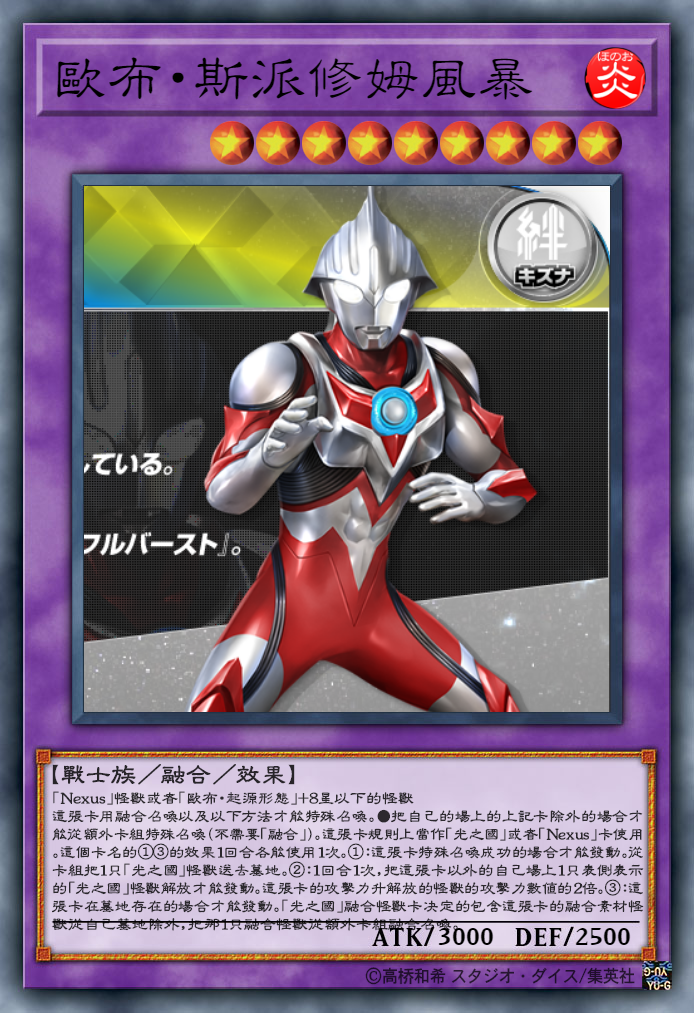 歐布・斯派修姆風暴
ほのお
炎
絆
キズナ
している。
フルバースト』。
【戰士族／融合／效果】
「Nexus」怪獸或者「歐布・起源形態」+8星以下的怪獸
這張卡用融合召喚以及以下方法才能特殊召喚。●把自己的場上的上記卡除外的場合才
能從額外卡組特殊召喚(不需要「融合」)。這張卡規則上當作「光之國」或者「Nexus」卡使用
。這個卡名的①③的效果1回合各能使用1次。①：這張卡特殊召喚成功的場合才能發動。從
卡組把1只「光之國」怪獸送去墓地。②：1回合1次，把這張卡以外的自己場上1只表側表示
的「光之國」怪獸解放才能發動。這張卡的攻擊力升解放的怪獸的攻擊力數值的2倍。③：這
張卡在墓地存在的場合才能發動。「光之國」融合怪獸卡決定的包含這張卡的融合素材怪
獸從自己墓地除外，把那1只融合怪獸從額外卡組融合召喚。
ATK/3000 DEF/2500
©高桥和希 スタジオ・ダイス/集英社